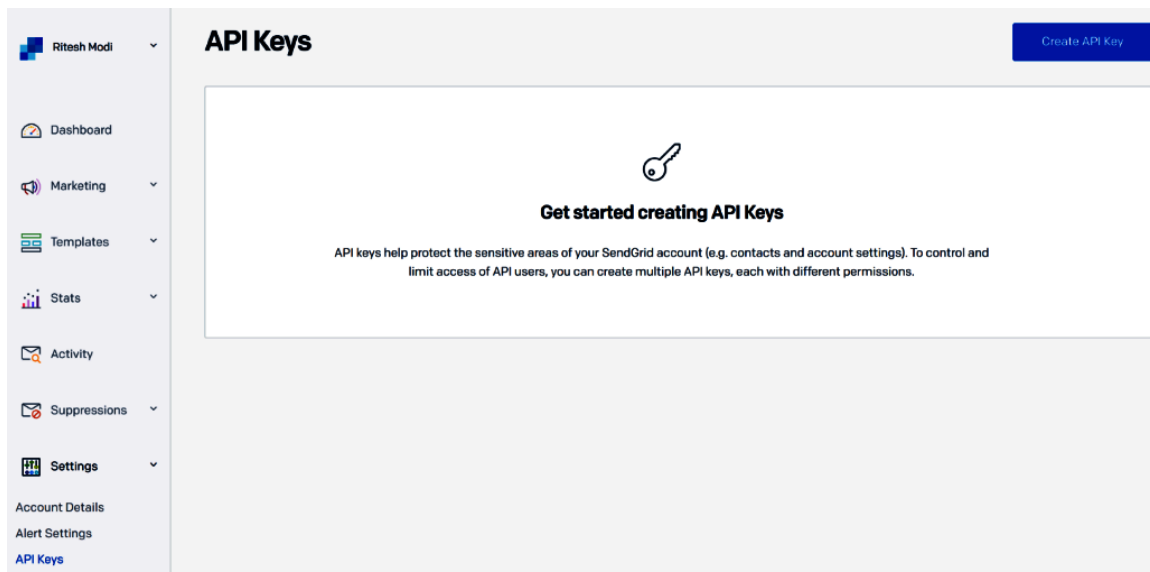 Ritesh Modi
Dashboard
Marketing
Templates
Stats
Activity
Suppressions
Settings
Account Details
Alert Settings
API Keys
API Keys
Create API Key
Get started creating API Keys
API keys help protect the sensitive areas of your SendGrid account (e.g. contacts and account settings). To control and
limit access of API users, you can create multiple API keys, each with different permissions.